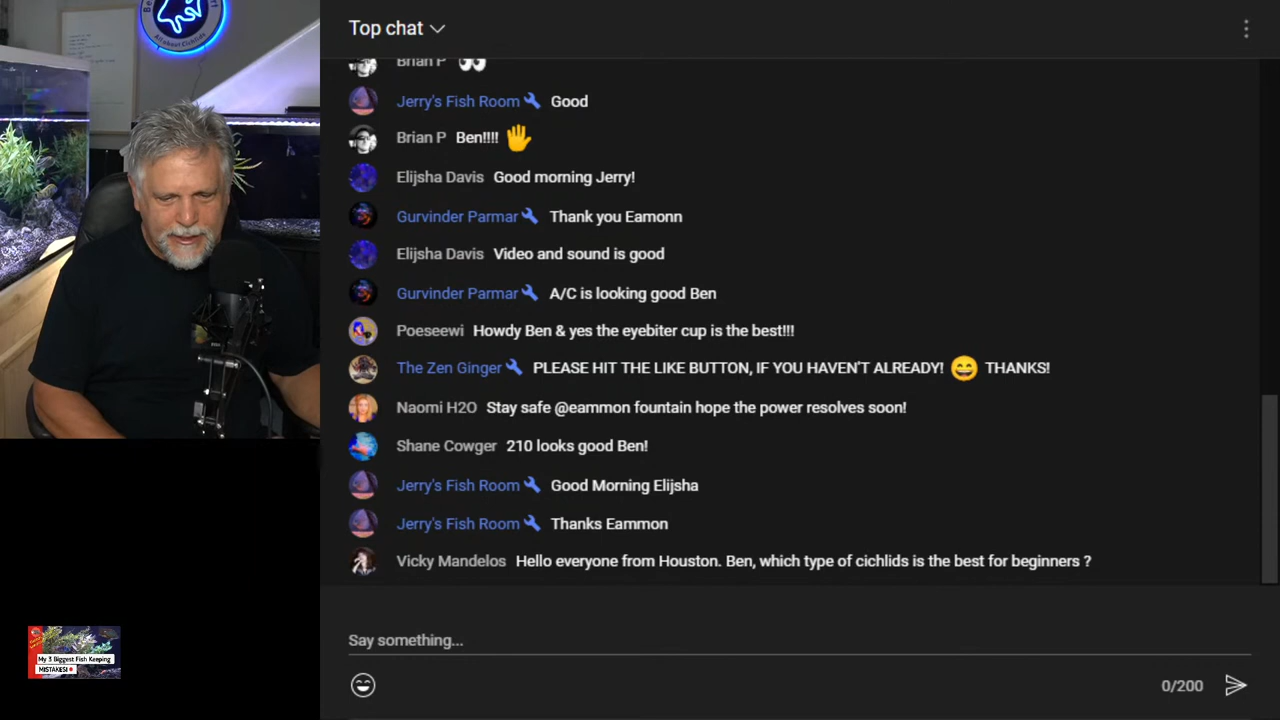 Top chat
Brian P
Jerry's Fish Room Good
Brian P Ben!!!!
Elijsha Davis Good morning Jerry!
Gurvinder Parmar Thank you Eamonn
Elijsha Davis Video and sound is good
Gurvinder Parmar A/C is looking good Ben
Poeseewi Howdy Ben & yes the eyebiter cup is the best!!!
The Zen Ginger PLEASE HIT THE LIKE BUTTON, IF YOU HAVEN'T ALREADY! THANKS!
Naomi H2O Stay safe @eammon fountain hope the power resolves soon!
Shane Cowger 210 looks good Ben!
Jerry's Fish Room Good Morning Elijsha
Jerry's Fish Room Thanks Eammon
Vicky Mandelos Hello everyone from Houston. Ben, which type of cichlids is the best for beginners ?
Say something...
0/200
My 3 Biggest Fish Keeping
MISTAKES!